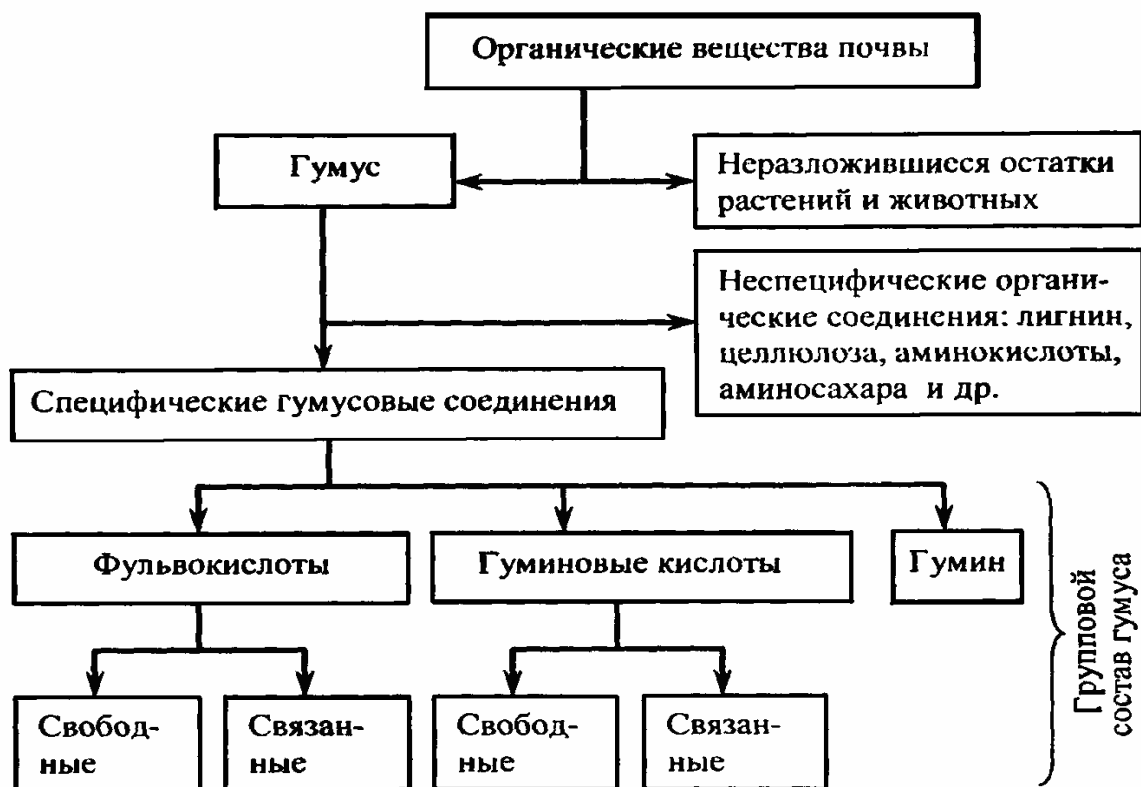 Органические вещества почвы
Гумус
Неразложившиеся остатки
растений и животных
Неспецифические органи-
ческие соединения: лигнин,
целлюлоза, аминокислоты,
аминосахара и др.
Специфические гумусовые соединения
Фульвокислоты
Гуминовые кислоты
Гумин
Свобод-
ные
Связан-
ные
Свобод-
ные
Связан-
ные
Групповой
состав гумуса